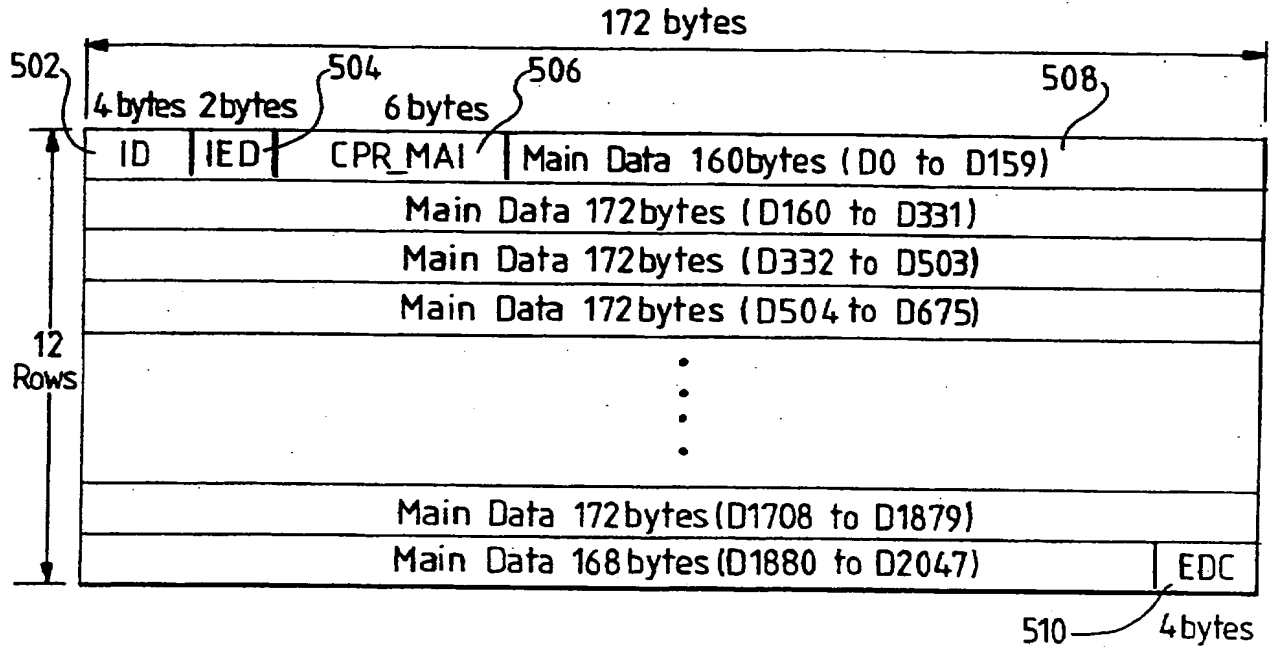 172 bytes
502 504 506 508
4 bytes 2 bytes 6 bytes
ID IED CPR_MAI Main Data 160bytes (D0 to D159)
Main Data 172bytes (D160 to D331)
Main Data 172bytes (D332 to D503)
Main Data 172bytes (D504 to D675)
12
Rows
Main Data 172bytes (D1708 to D1879)
Main Data 168bytes (D1880 to D2047) EDC
510 4bytes